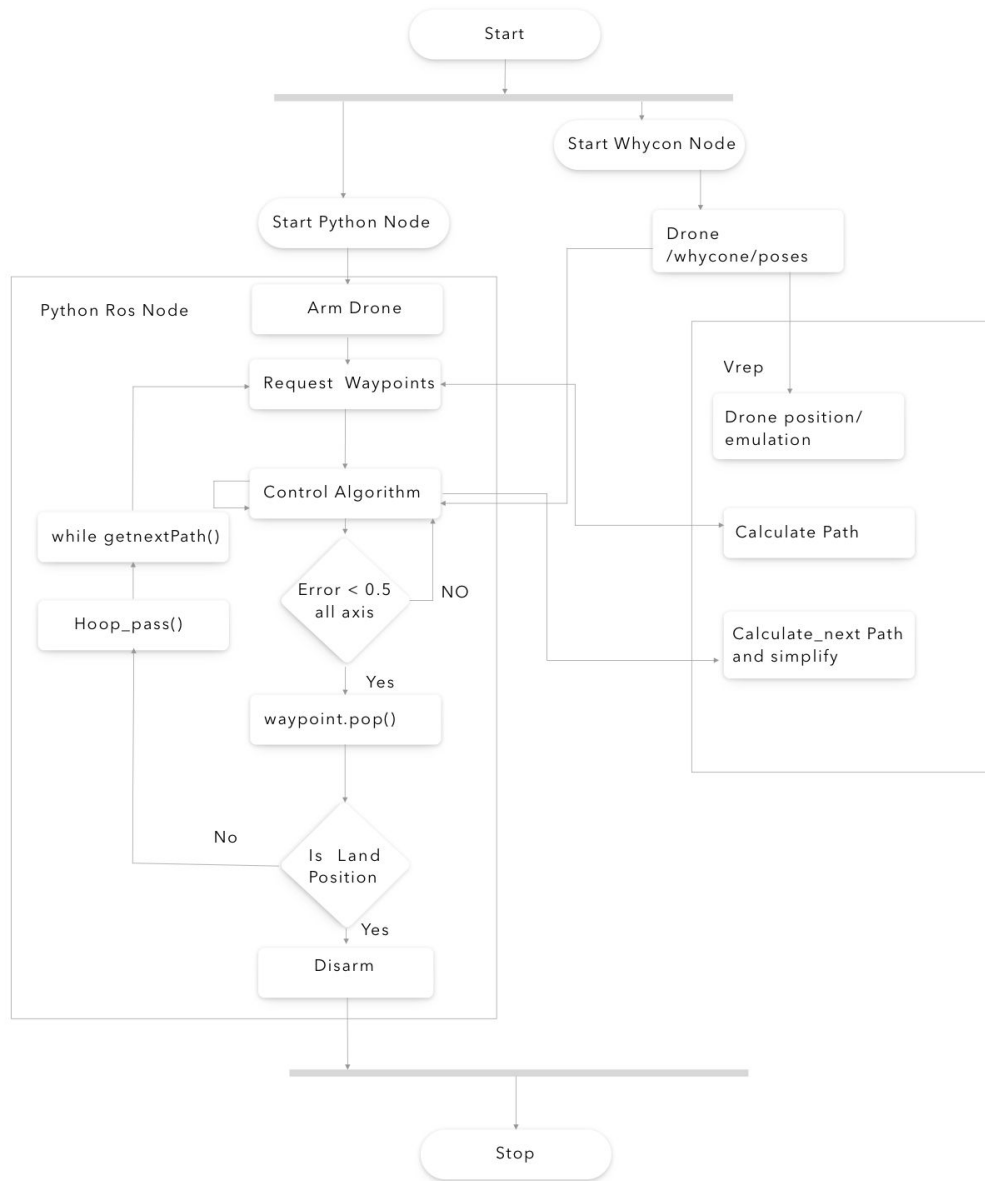 Start
Start Whycon Node
Start Python Node
Drone
/whycone/poses
Python Ros Node
Arm Drone
Request Waypoints
Vrep
Drone position/
emulation
Control Algorithm
while getnextPath()
Calculate Path
Error < 0.5
all axis
NO
Hoop_pass()
Calculate_next Path
and simplify
Yes
waypoint.pop()
No
Is Land
Position
Yes
Disarm
Stop